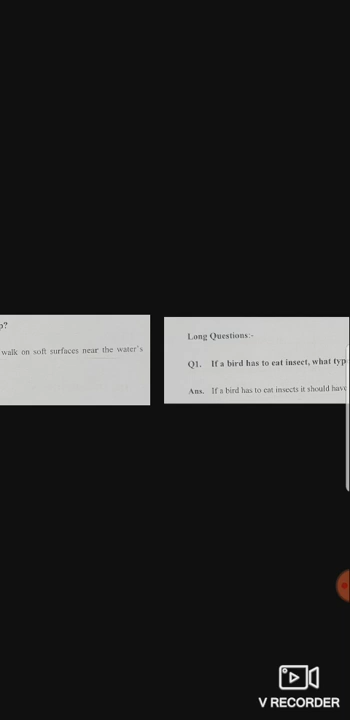 p?
walk on soft surfaces near the water's
Long Questions:-
Q1. If a bird has to eat insect, what typ
Ans. If a bird has to eat insects it should have
V RECORDER